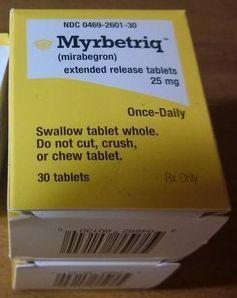 NDC 0469-2601-30
Myrbetriq™
(mirabegron)
extended release tablets
25 mg
Once-Daily
Swallow tablet whole.
Do not cut, crush,
or chew tablet.
30 tablets
Rx Only